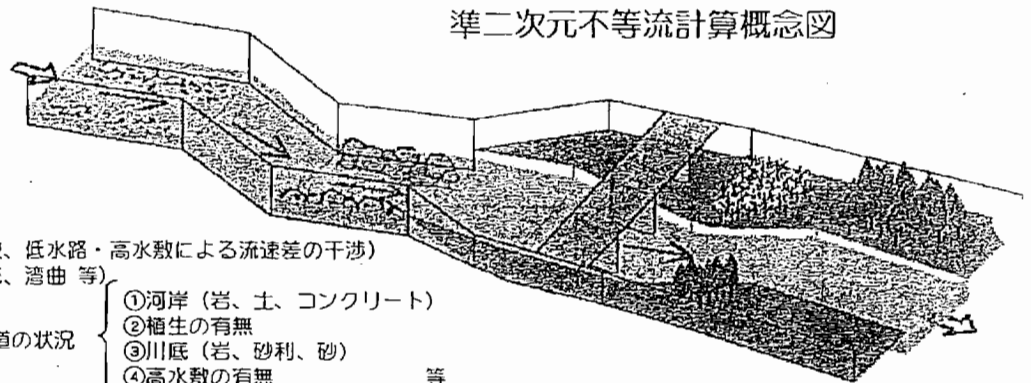 準二次元不等流計算概念図
、低水路・高水敷による流速差の干渉)
、湾曲 等)
道の状況
①河岸(岩、土、コンクリート)
②植生の有無
③川底(岩、砂利、砂)
④高水敷の有無 等